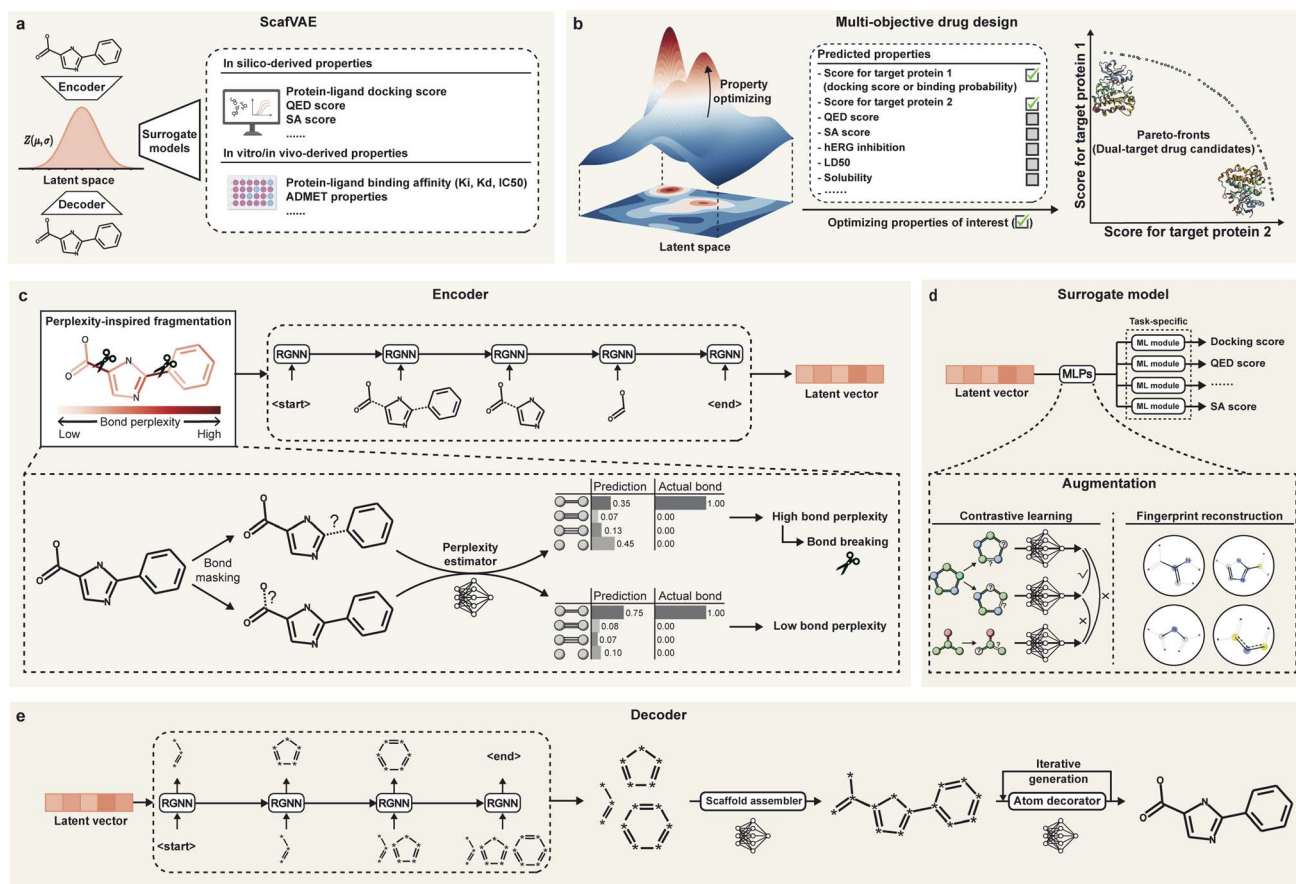 a
ScafVAE
Encoder
Z(μ,σ)
Latent space
Decoder
Surrogate
models
In silico-derived properties
Protein-ligand docking score
QED score
SA score
......
In vitro/in vivo-derived properties
Protein-ligand binding affinity (Ki, Kd, IC50)
ADMET properties
......
b
Multi-objective drug design
Property
optimizing
Latent space
Predicted properties
- Score for target protein 1
(docking score or binding probability)
- Score for target protein 2
- QED score
- SA score
- hERG inhibition
- LD50
- Solubility
- ......
Optimizing properties of interest ( )
Score for target protein 1
Pareto-fronts
(Dual-target drug candidates)
Score for target protein 2
c
Encoder
Perplexity-inspired fragmentation
O
O
N
N
Bond perplexity
Low
High
RGNN
RGNN
RGNN
RGNN
RGNN
<start>
<end>
Latent vector
Bond
masking
?
?
Perplexity
estimator
Prediction
Actual bond
0.35
1.00
0.07
0.00
0.13
0.00
0.45
0.00
High bond perplexity
Bond breaking
Prediction
Actual bond
0.75
1.00
0.08
0.00
0.07
0.00
0.10
0.00
Low bond perplexity
d
Surrogate model
Latent vector
MLPs
Task-specific
ML module
Docking score
ML module
QED score
ML module
......
ML module
SA score
Augmentation
Contrastive learning
Fingerprint reconstruction
e
Decoder
Latent vector
<end>
RGNN
RGNN
RGNN
RGNN
<start>
Scaffold assembler
Iterative
generation
Atom decorator
O
O
N
N